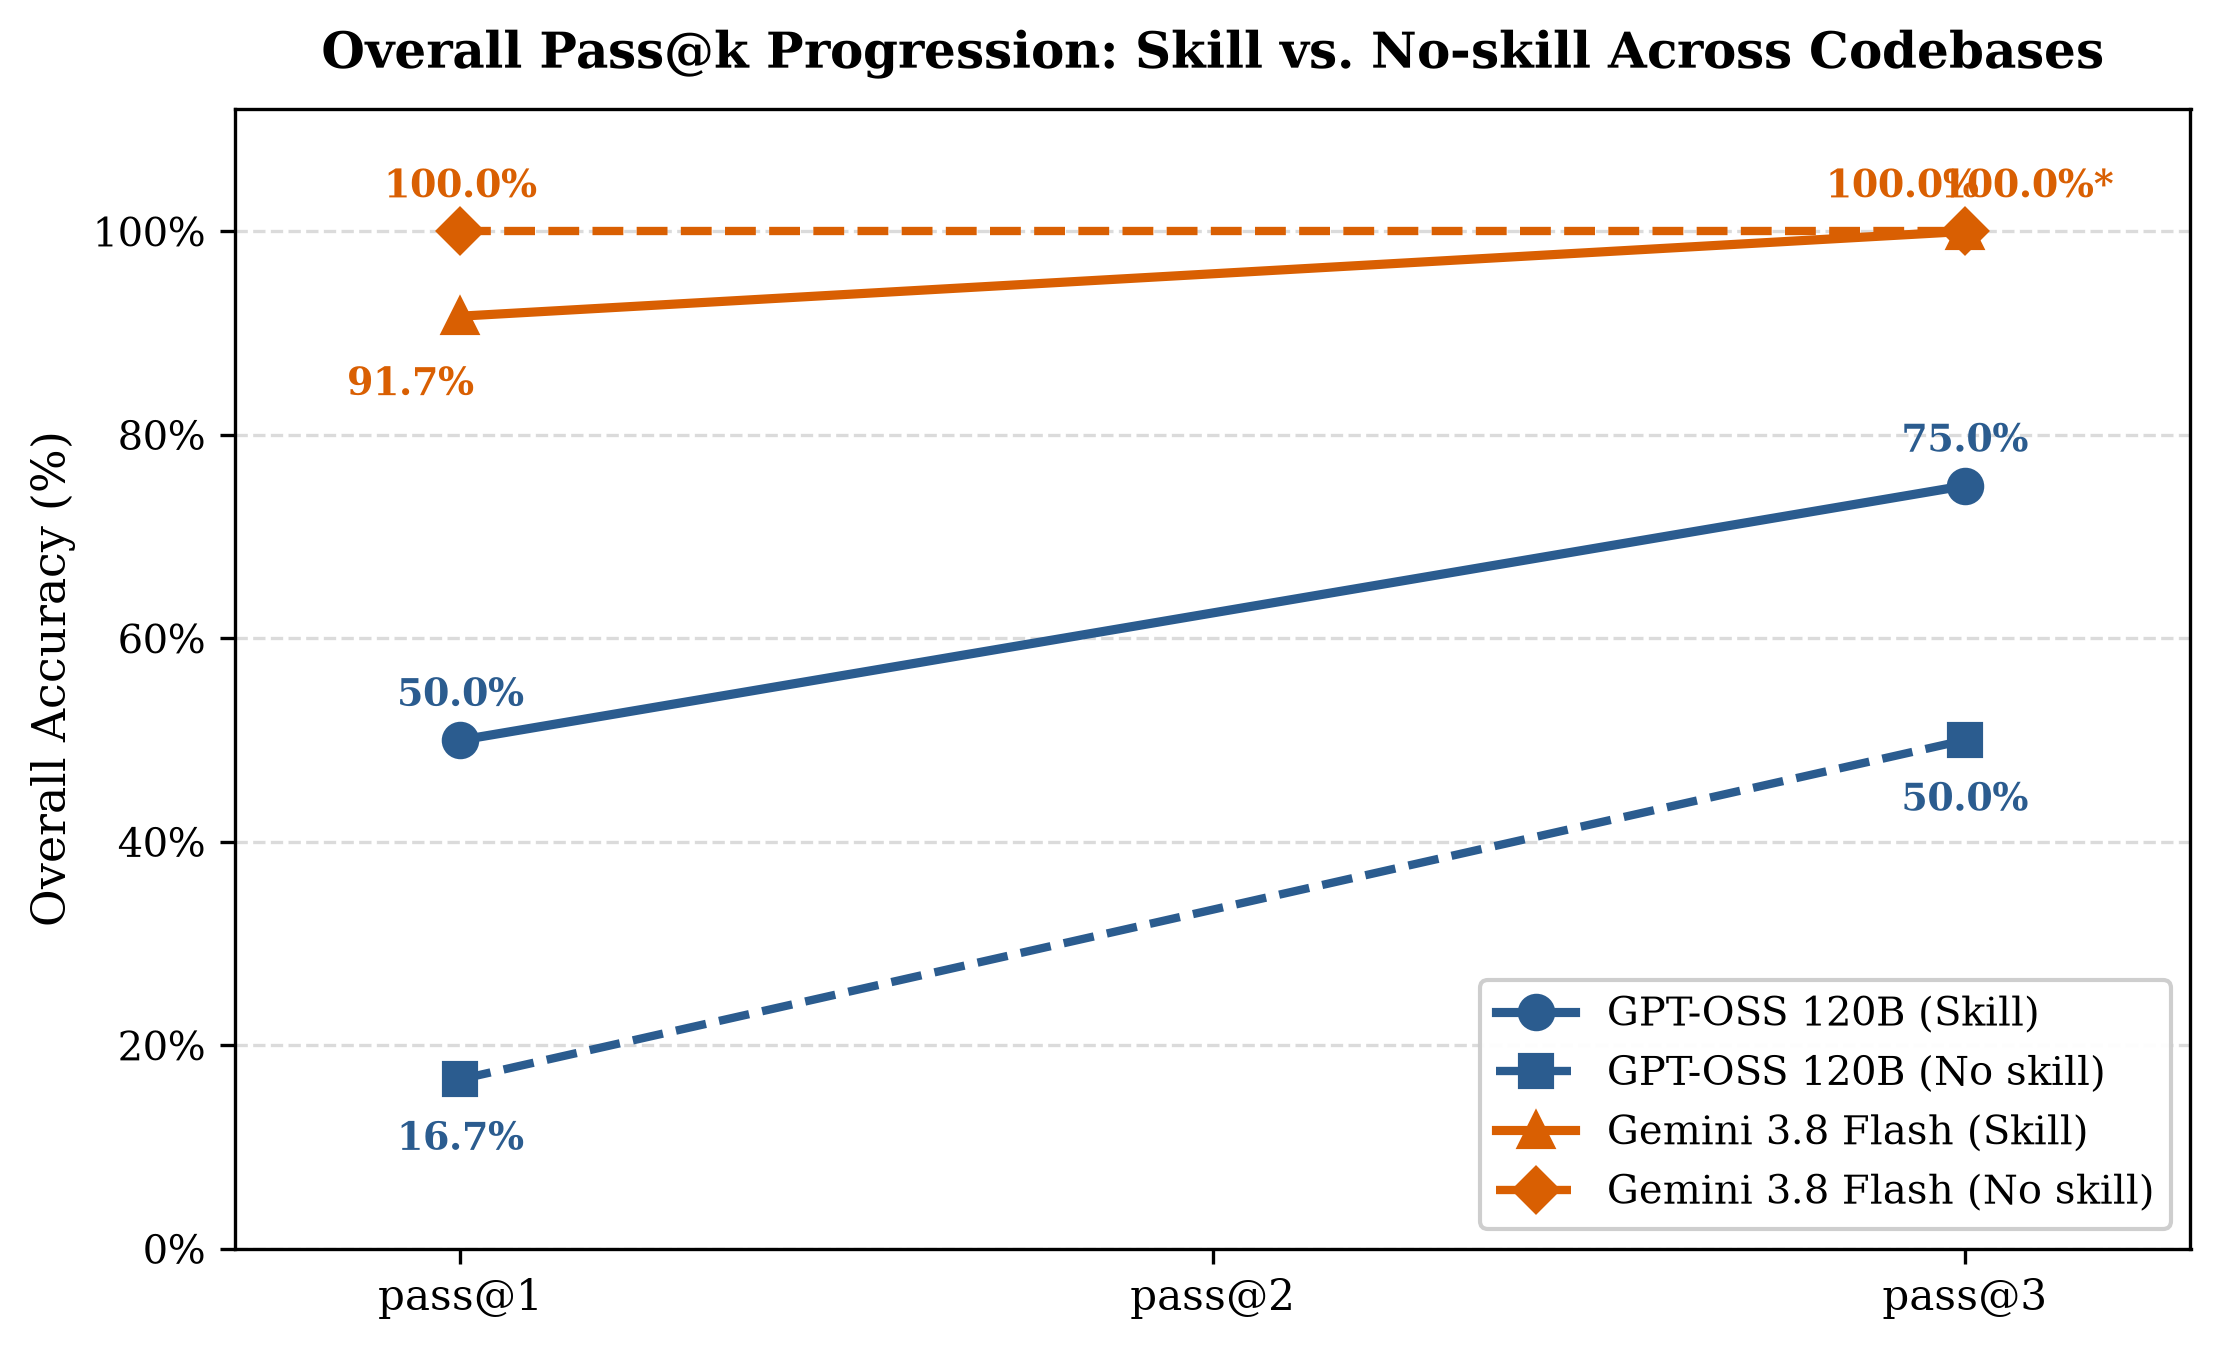 Overall Pass@k Progression: Skill vs. No-skill Across Codebases
Overall Accuracy (%)
100%
80%
60%
40%
20%
0%
100.0%
100.0%
100.0%*
91.7%
75.0%
50.0%
50.0%
16.7%
GPT-OSS 120B (Skill)
GPT-OSS 120B (No skill)
Gemini 3.8 Flash (Skill)
Gemini 3.8 Flash (No skill)
pass@1
pass@2
pass@3